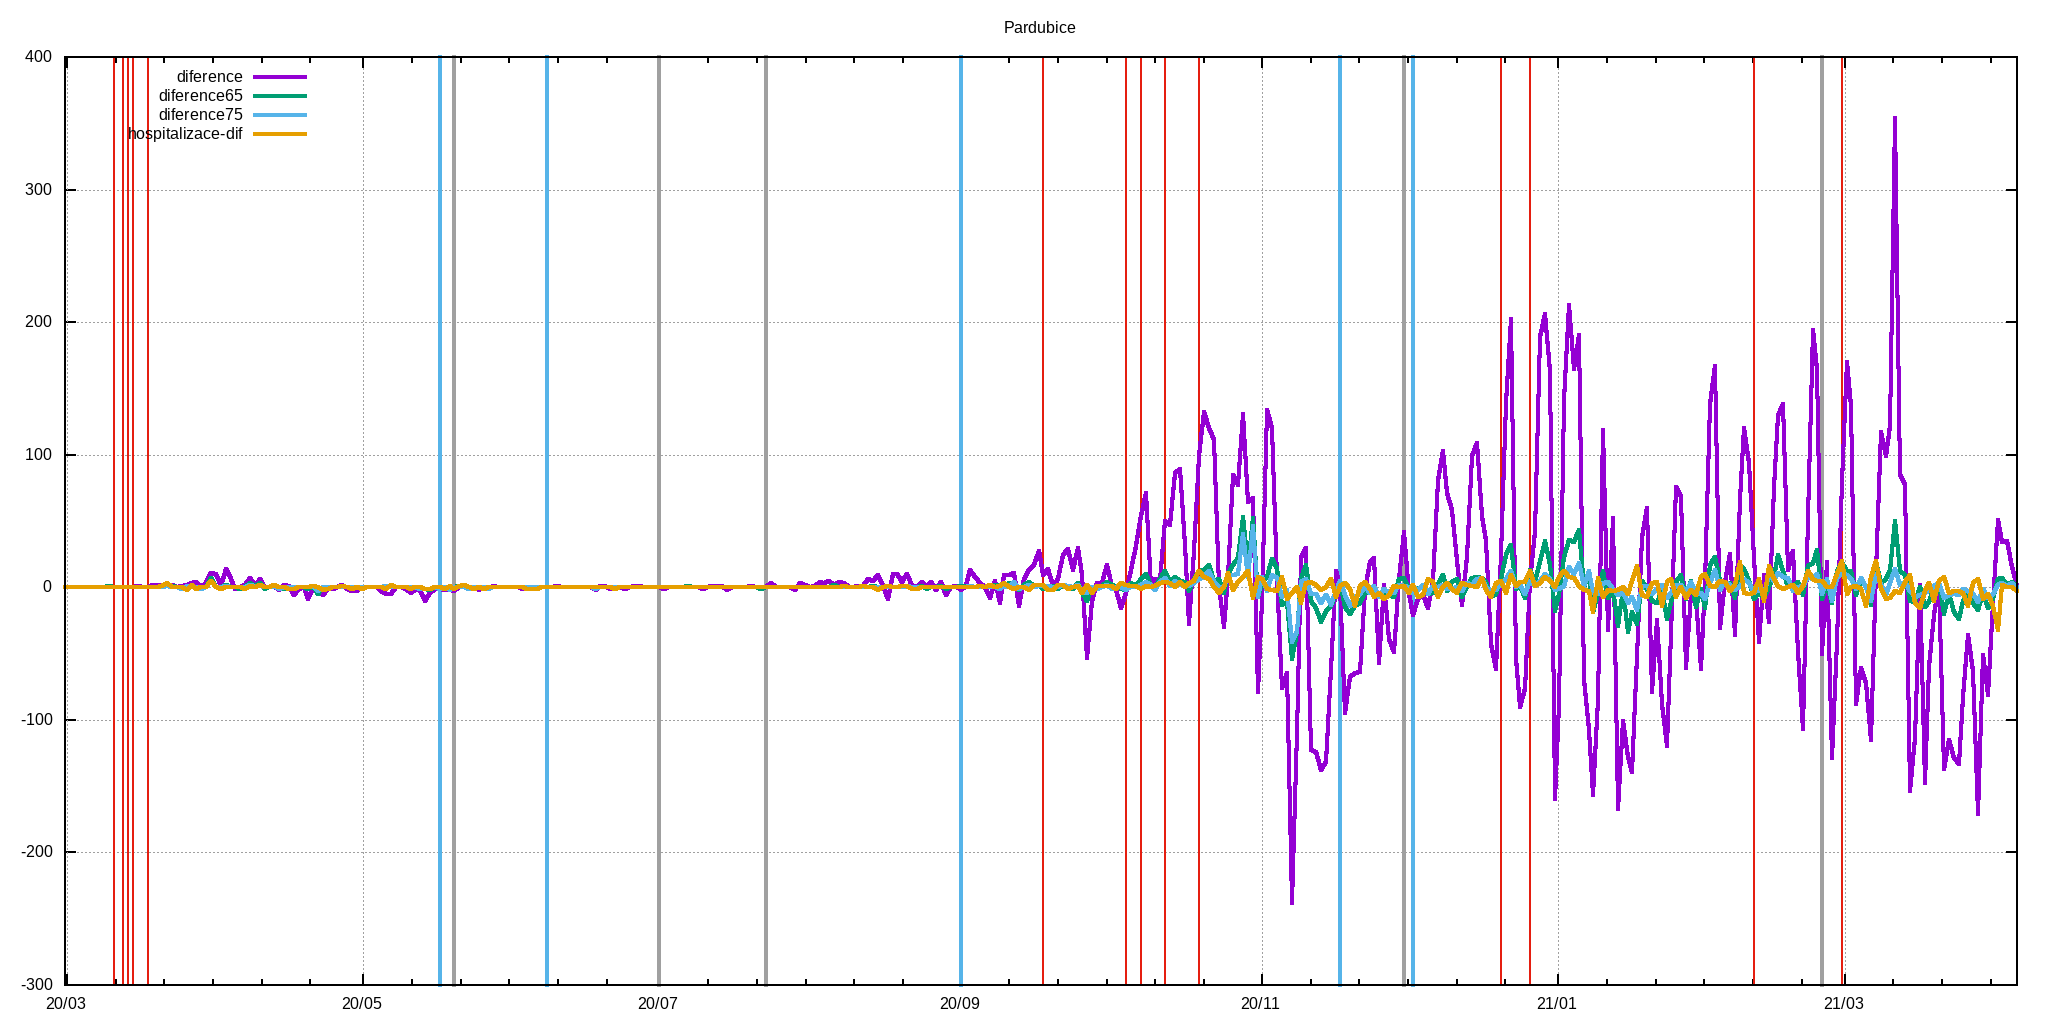 Pardubice
400
300
200
100
0
-100
-200
-300
diference
diference65
diference75
hospitalizace-dif
20/03 20/05 20/07 20/09 20/11 21/01 21/03